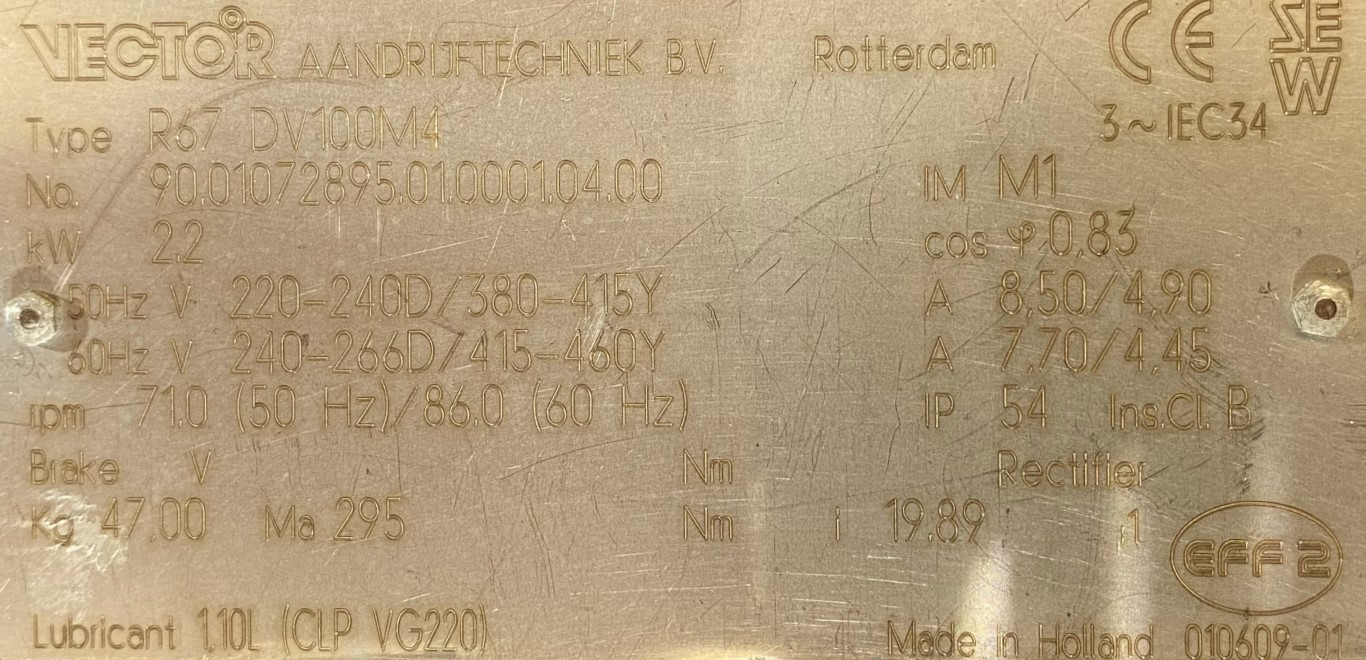 VECTOR © AANDRIJFTECHNIEK B.V. Rotterdam CE SEW
3~IEC34
Type R67 DV100M4
No. 90.01072895.01.0001.04.00 IM M1
kW 2.2 cos φ 0,83
50Hz V 220-240D/380-415Y A 8,50/4,90
60Hz V 240-266D/415-460Y A 7,70/4,45
rpm 71.0 (50 Hz)/86.0 (60 Hz) IP 54 Ins.Cl. B
Brake V Nm Rectifier
Kg 47,00 Ma 295 Nm i 19.89 :1
EFF 2
Lubricant 1,10L (CLP VG220) Made in Holland 010609-01